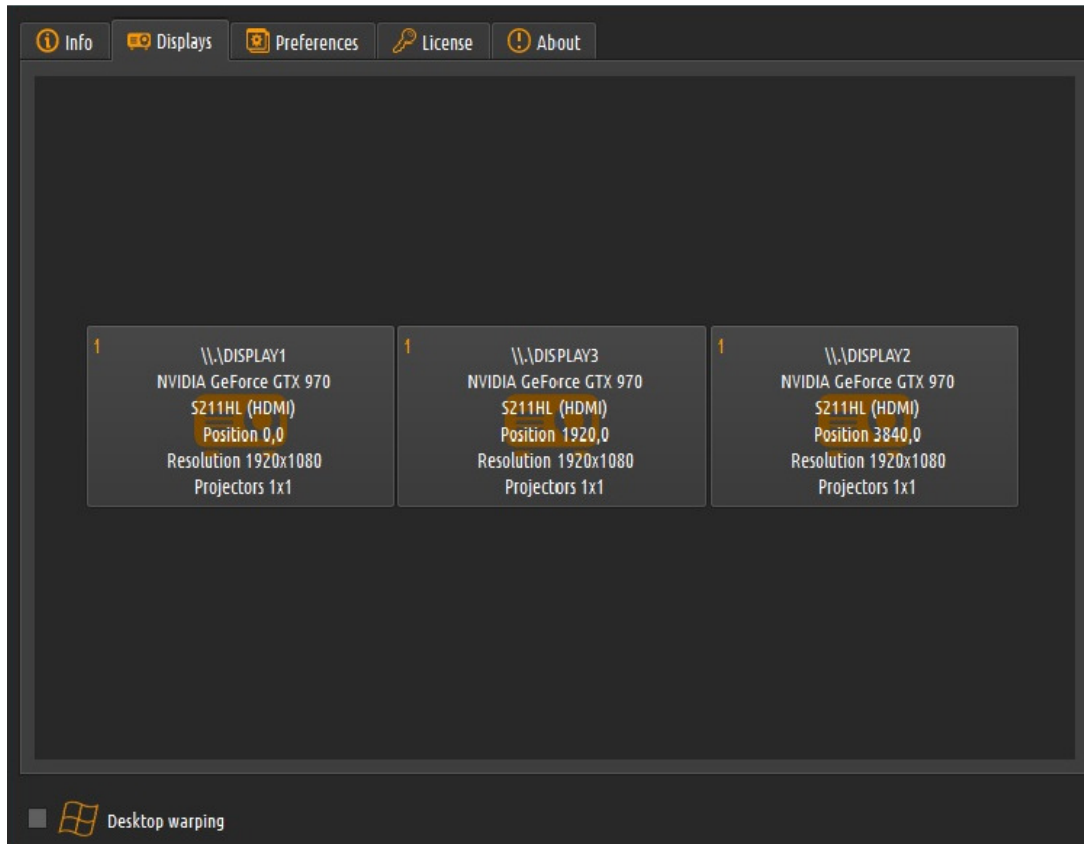 Info Displays Preferences License About
1 1 1
\\.\DISPLAY1
NVIDIA GeForce GTX 970
S211HL (HDMI)
Position 0,0
Resolution 1920x1080
Projectors 1x1
\\.\DISPLAY3
NVIDIA GeForce GTX 970
S211HL (HDMI)
Position 1920,0
Resolution 1920x1080
Projectors 1x1
\\.\DISPLAY2
NVIDIA GeForce GTX 970
S211HL (HDMI)
Position 3840,0
Resolution 1920x1080
Projectors 1x1
Desktop warping